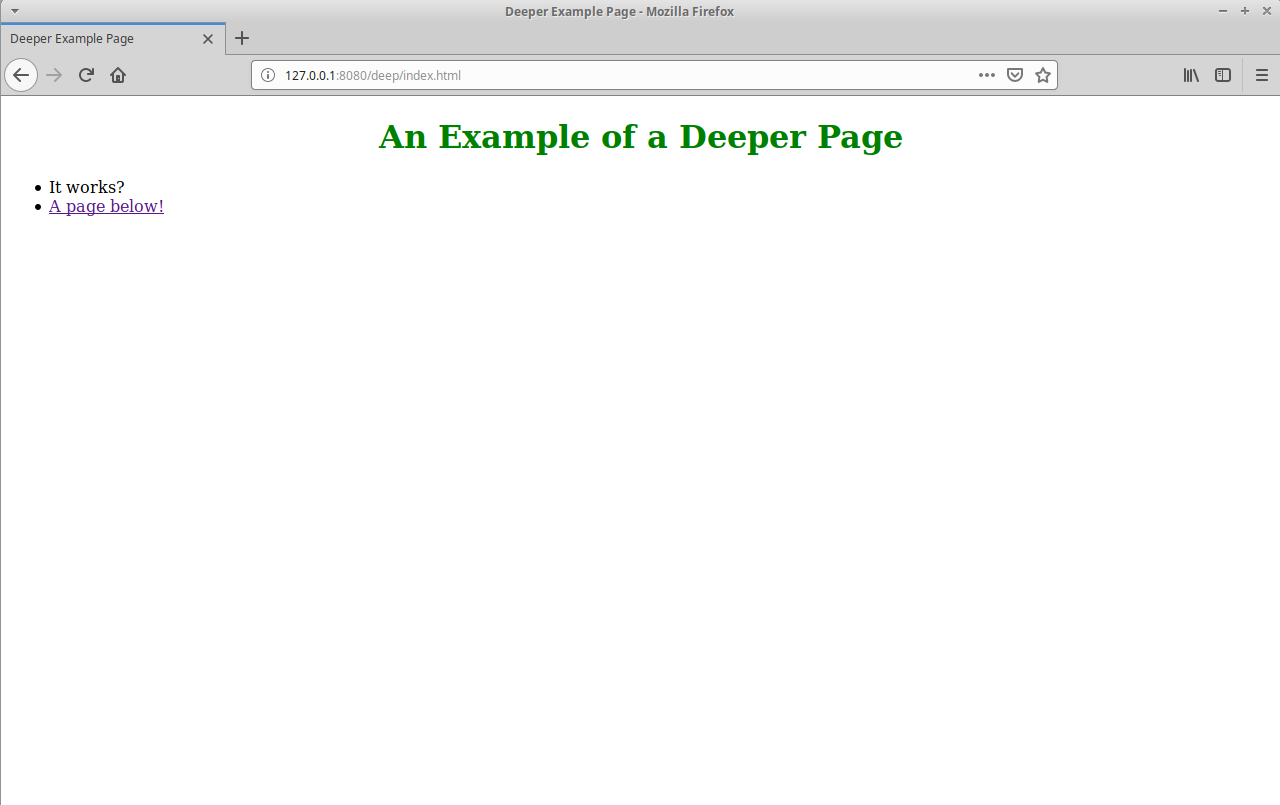 Deeper Example Page - Mozilla Firefox
Deeper Example Page
127.0.0.1:8080/deep/index.html
An Example of a Deeper Page
It works?
A page below!